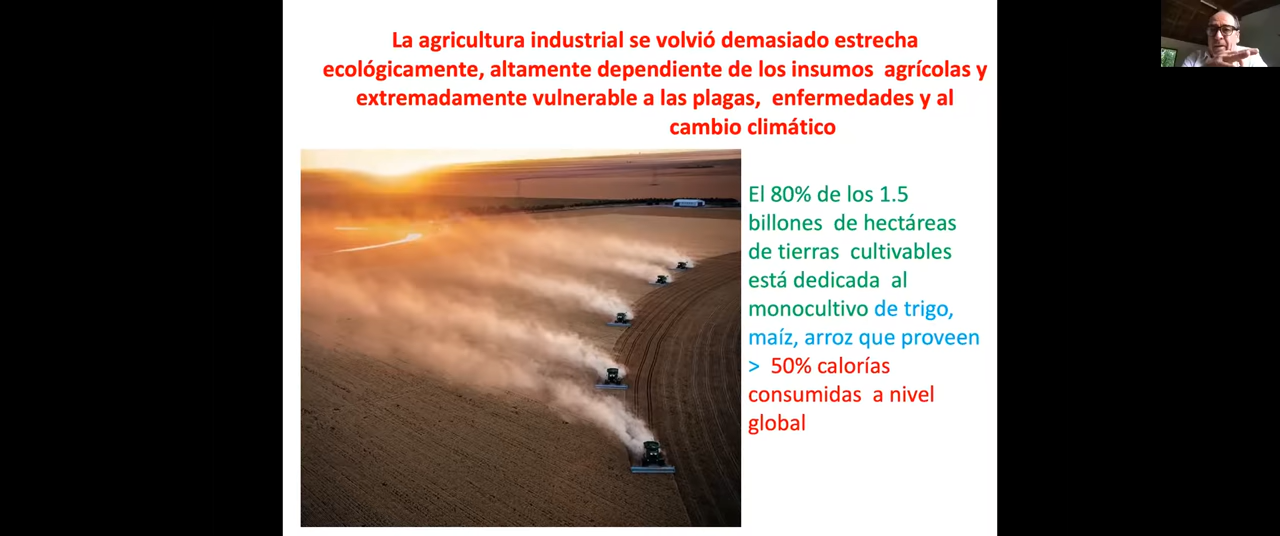 La agricultura industrial se volvió demasiado estrecha
ecológicamente, altamente dependiente de los insumos agrícolas y
extremadamente vulnerable a las plagas, enfermedades y al
cambio climático
El 80% de los 1.5
billones de hectáreas
de tierras cultivables
está dedicada al
monocultivo de trigo,
maíz, arroz que proveen
> 50% calorías
consumidas a nivel
global